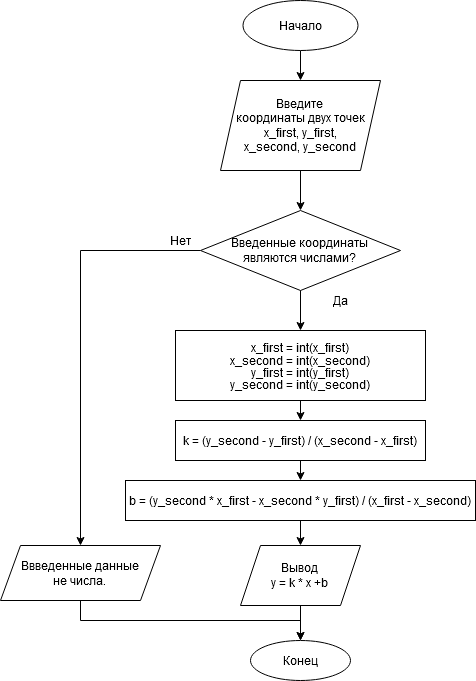 Начало
Введите
координаты двух точек
x_first, y_first,
x_second, y_second
Введенные координаты
являются числами?
Нет
Да
x_first = int(x_first)
x_second = int(x_second)
y_first = int(y_first)
y_second = int(y_second)
k = (y_second - y_first) / (x_second - x_first)
b = (y_second * x_first - x_second * y_first) / (x_first - x_second)
Ввведенные данные
не числа.
Вывод
y = k * x +b
Конец